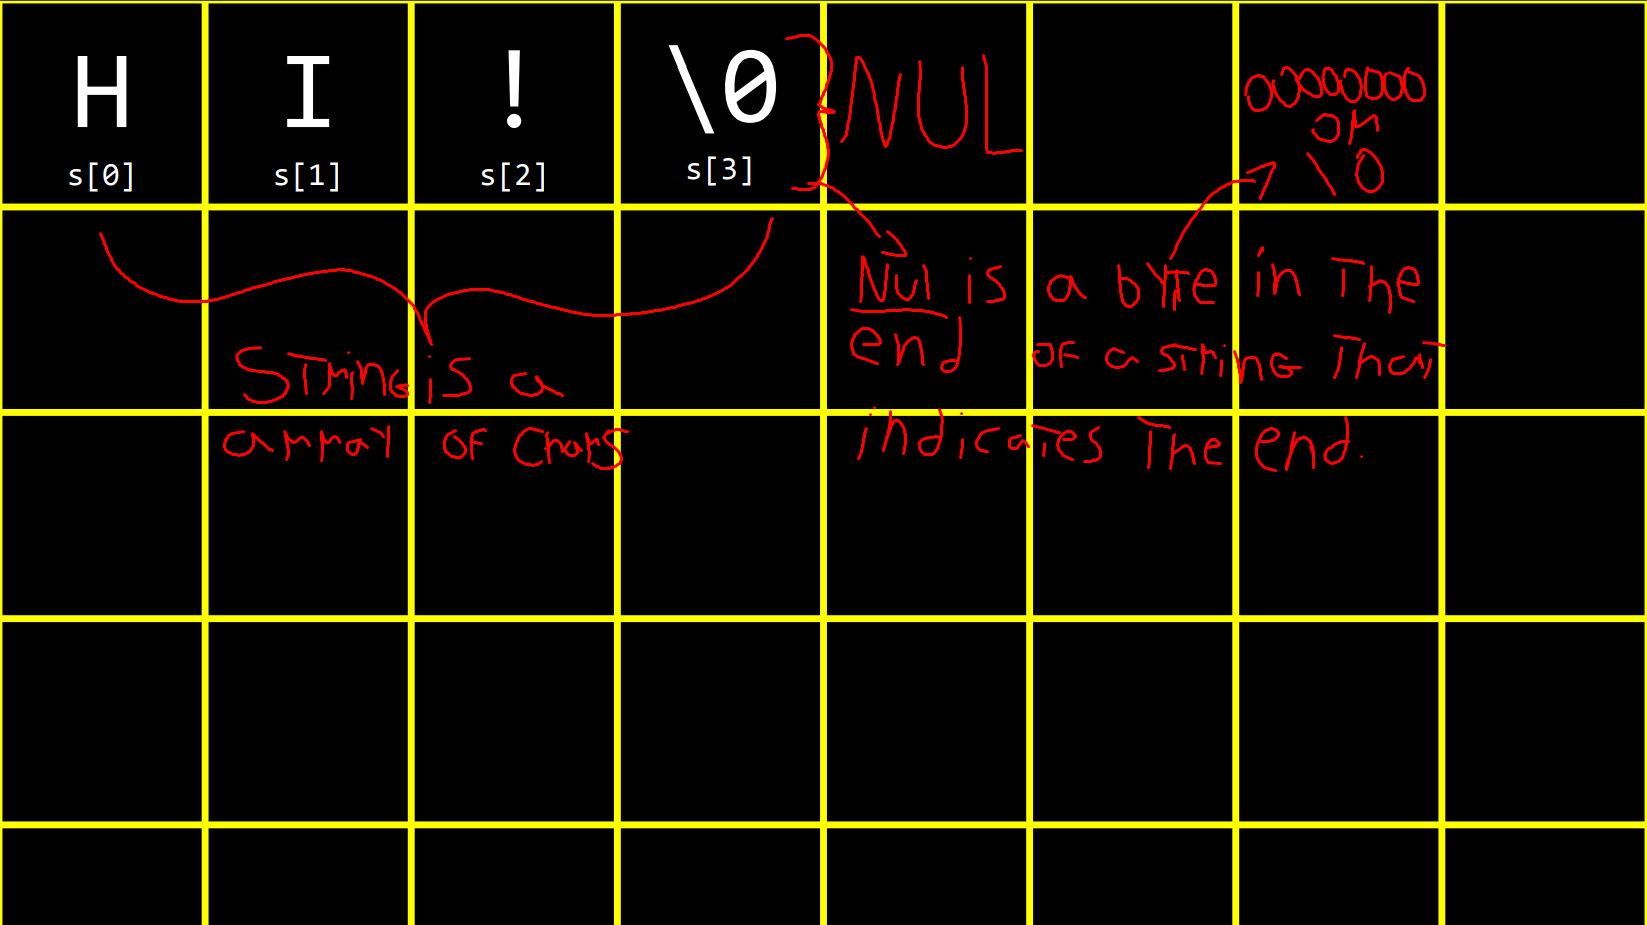 H I ! \0
s[0] s[1] s[2] s[3]
NUL
00000000
OR
\0
NUl is a byte in the
end of a string that
indicates the end.
String is a
array of Chars